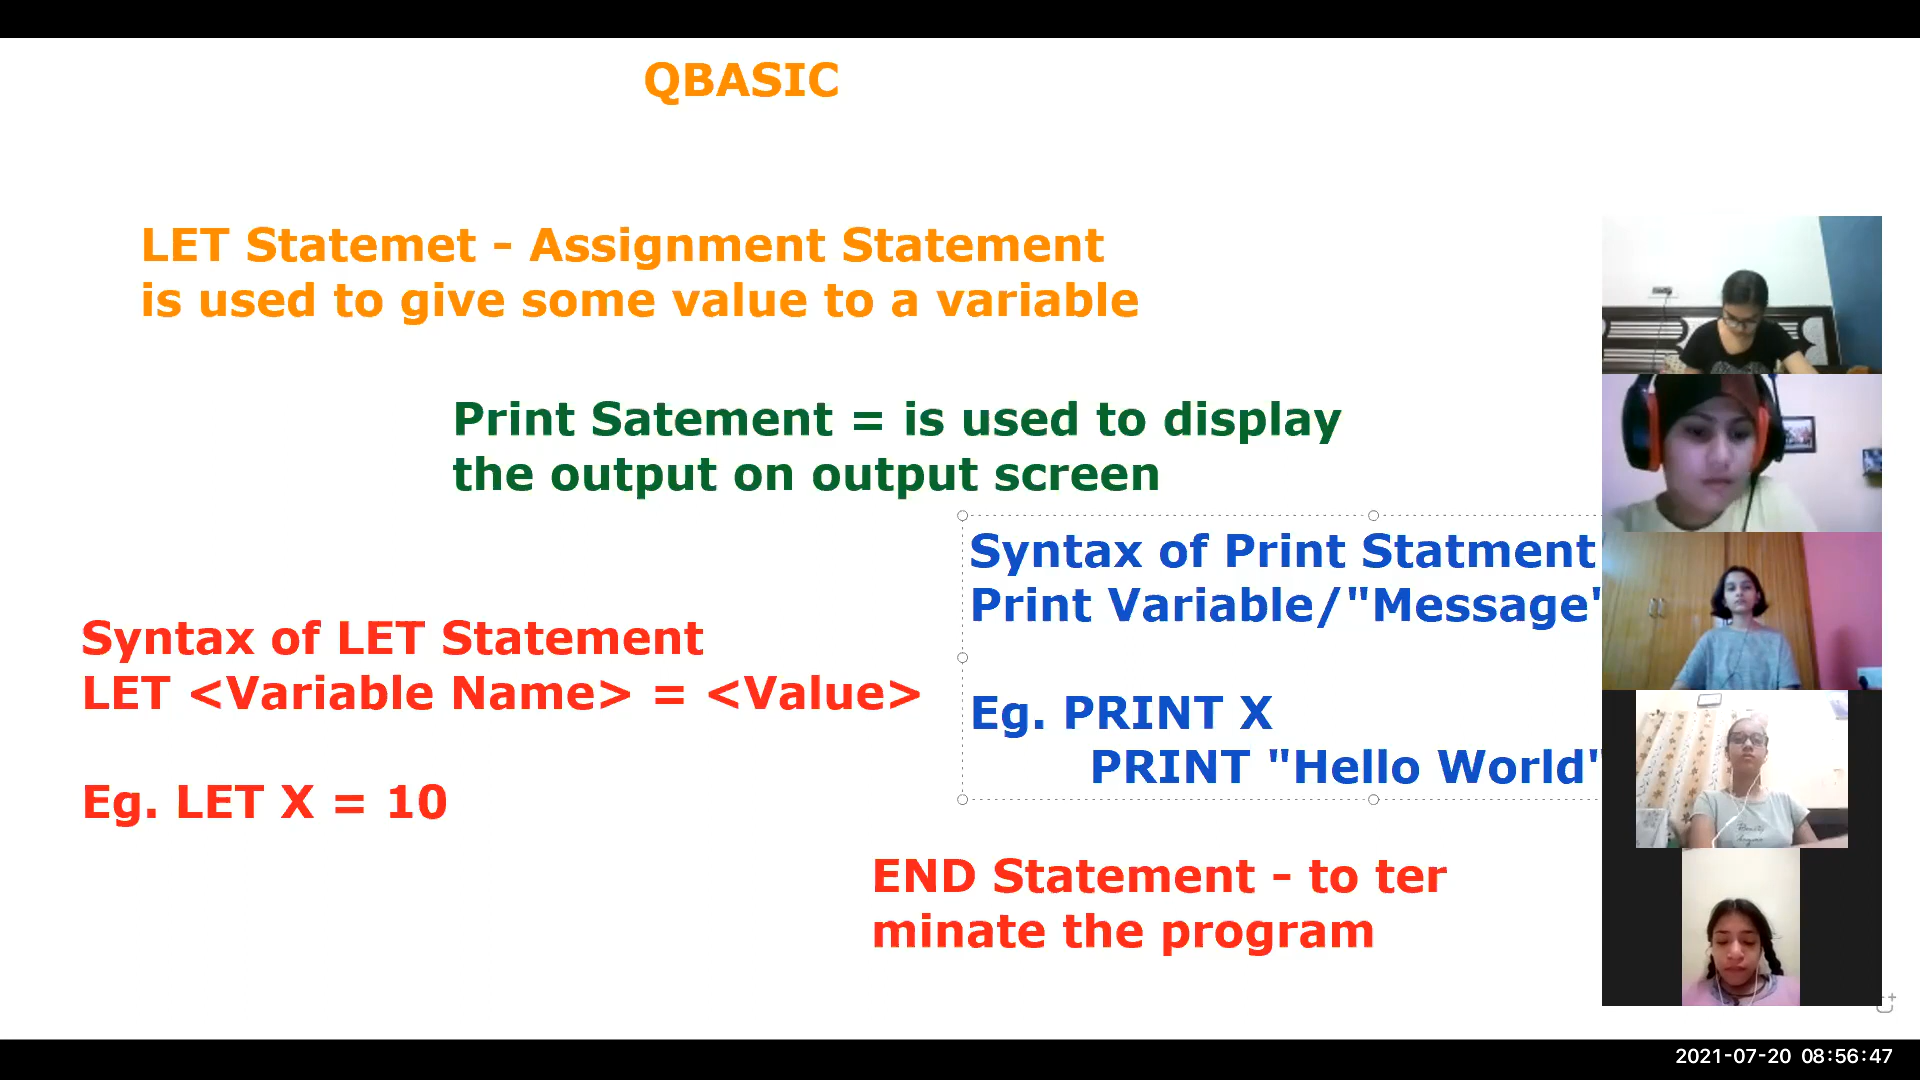 QBASIC
LET Statemet - Assignment Statement
is used to give some value to a variable
Print Satement = is used to display
the output on output screen
Syntax of Print Statment
Print Variable/"Message"
Eg. PRINT X
PRINT "Hello World"
Syntax of LET Statement
LET <Variable Name> = <Value>
Eg. LET X = 10
END Statement - to ter
minate the program
2021-07-20 08:56:47